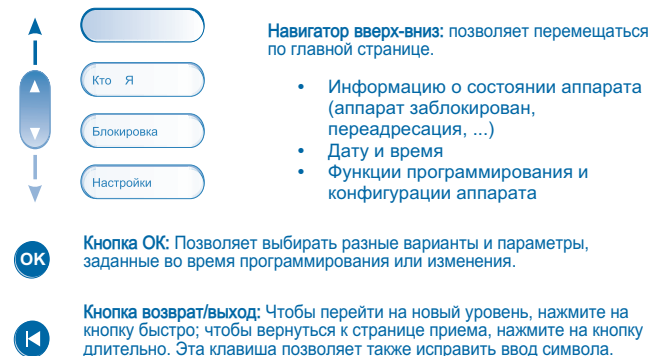 Навигатор вверх-вниз: позволяет перемещаться
по главной странице.
Кто Я
Блокировка
Настройки
• Информацию о состоянии аппарата
(аппарат заблокирован,
переадресация, ...)
• Дату и время
• Функции программирования и
конфигурации аппарата
OK
Кнопка ОК: Позволяет выбирать разные варианты и параметры,
заданные во время программирования или изменения.
Кнопка возврат/выход: Чтобы перейти на новый уровень, нажмите на
кнопку быстро; чтобы вернуться к странице приема, нажмите на кнопку
длительно. Эта клавиша позволяет также исправить ввод символа.